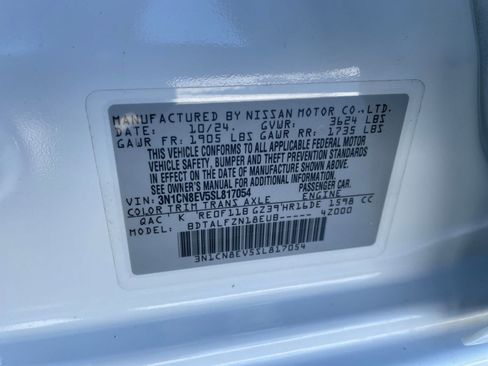 MANUFACTURED BY NISSAN MOTOR CO., LTD.
DATE: 10/24. GVWR: 3624 LBS
GAWR FR: 1905 LBS GAWR RR: 1735 LBS
THIS VEHICLE CONFORMS TO ALL APPLICABLE FEDERAL MOTOR
VEHICLE SAFETY, BUMPER AND THEFT PREVENTION STANDARDS
IN EFFECT ON THE DATE OF MANUFACTURE SHOWN ABOVE.
SEE OWNER'S MANUAL FOR ADDITIONAL INFORMATION.
VIN: 3N1CN8EV5SL817054 PASSENGER CAR
COLOR TRIM TRANS AXLE ENGINE
QAC K RE0F11B GZ39 HR16DE 1598 CC
BDTALFZN18EUB----- 4Z000
3N1CN8EV5SL817054